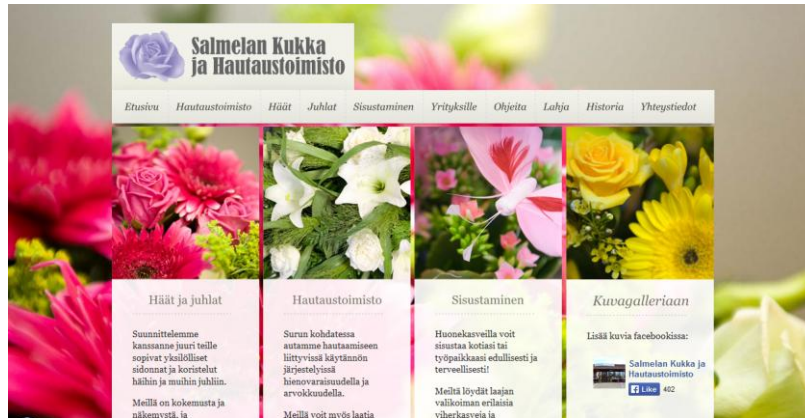 Salmelan Kukka
ja Hautaustoimisto
Etusivu Hautaustoimisto Häät Juhlat Sisustaminen Yrityksille Ohjeita Lahja Historia Yhteystiedot
Häät ja juhlat
Suunnittelemme
kanssanne juuri teille
sopivat yksilölliset
sidonnat ja koristelut
häihin ja muihin juhliin.
Meillä on kokemusta ja
näkemystä, ja
Hautaustoimisto
Surun kohdatessa
autamme hautaamiseen
liittyvissä käytännön
järjestelyissä
hienovaraisuudella ja
arvokkuudella.
Meillä voit myös laatia
Sisustaminen
Huonekasveilla voit
sisustaa kotiasi tai
työpaikkaasi edullisesti ja
terveellisesti!
Meiltä löydät laajan
valikoiman erilaisia
viherkasveja ja
Kuvagalleriaan
Lisää kuvia facebookissa:
Salmelan Kukka ja
Hautaustoimisto
Like 402